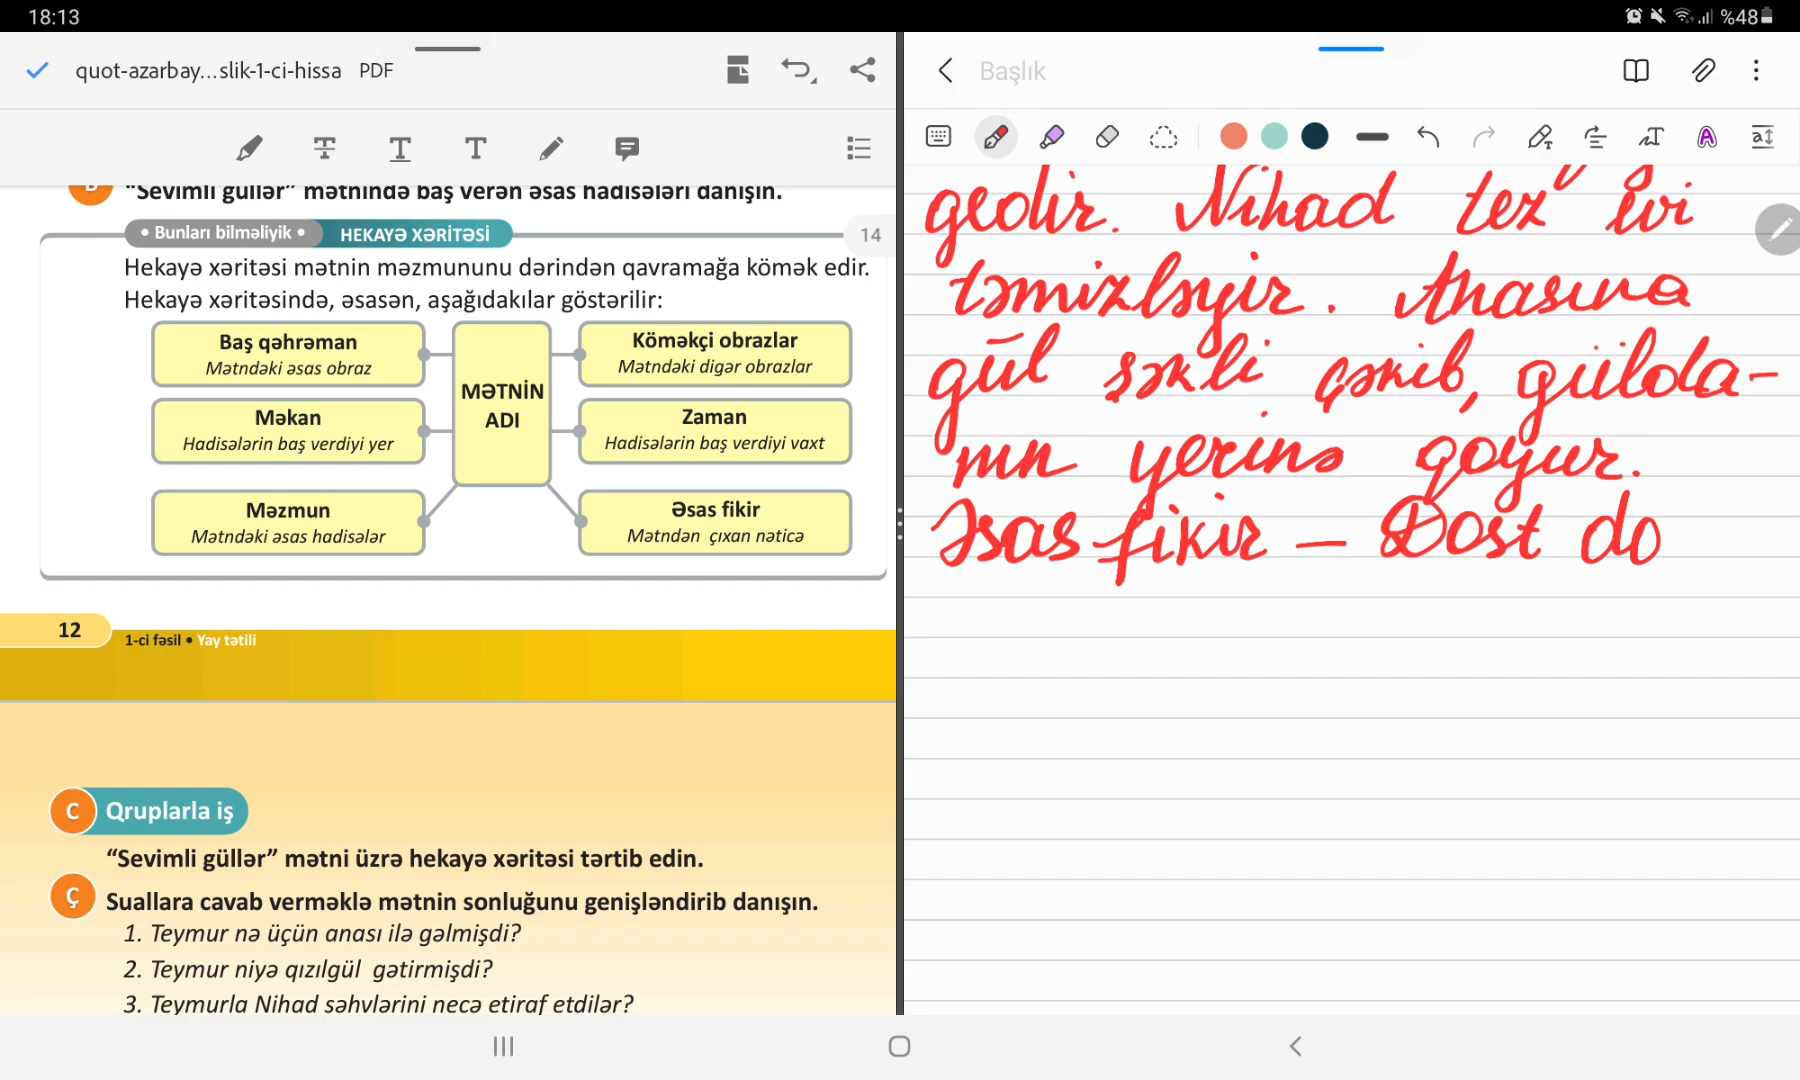 18:13
%48
quot-azarbay...slik-1-ci-hissa PDF
B "Sevimli güllər" mətnində baş verən əsas hadisələri danışın.
• Bunları bilməliyik • HEKAYƏ XƏRİTƏSİ
14
Hekayə xəritəsi mətnin məzmununu dərindən qavramağa kömək edir.
Hekayə xəritəsində, əsasən, aşağıdakılar göstərilir:
Baş qəhrəman
Mətndəki əsas obraz
Məkan
Hadisələrin baş verdiyi yer
Məzmun
Mətndəki əsas hadisələr
MƏTNİN
ADI
Köməkçi obrazlar
Mətndəki digər obrazlar
Zaman
Hadisələrin baş verdiyi vaxt
Əsas fikir
Mətndən çıxan nəticə
12
1-ci fəsil • Yay tətili
C Qruplarla iş
“Sevimli güllər” mətni üzrə hekayə xəritəsi tərtib edin.
Ç Suallara cavab verməklə mətnin sonluğunu genişləndirib danışın.
1. Teymur nə üçün anası ilə gəlmişdi?
2. Teymur niyə qızılgül gətirmişdi?
3. Teymurla Nihad səhvlərini necə etiraf etdilər?
Başlık
gedir. Nihad tez evi
təmizləyir. Anasına
gül şəkli çəkib, gülda-
nın yerinə qoyur.
Əsas fikir – Dost do